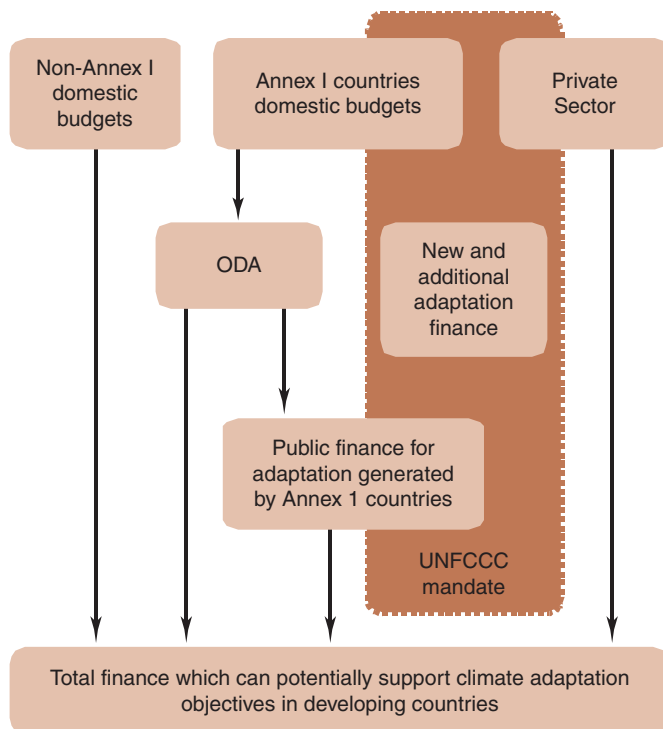 Non-Annex I
domestic
budgets
Annex I countries
domestic budgets
Private
Sector
ODA
New and
additional
adaptation
finance
Public finance for
adaptation generated
by Annex 1 countries
UNFCCC
mandate
Total finance which can potentially support climate adaptation
objectives in developing countries